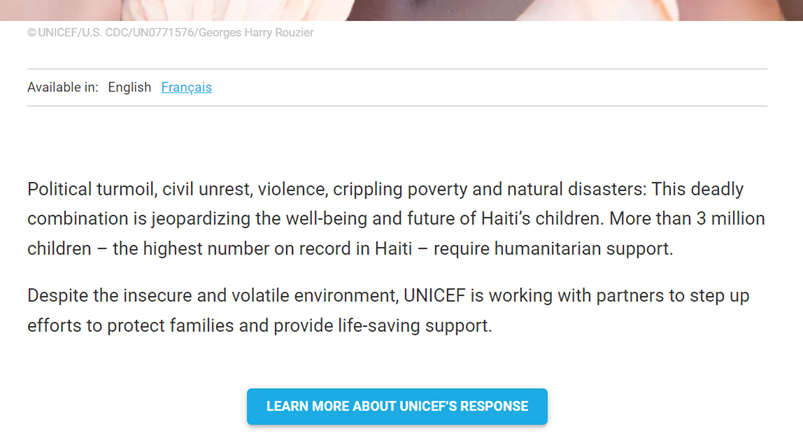 ©UNICEF/U.S. CDC/UN0771576/Georges Harry Rouzier
Available in: English Français
Political turmoil, civil unrest, violence, crippling poverty and natural disasters: This deadly
combination is jeopardizing the well-being and future of Haiti’s children. More than 3 million
children – the highest number on record in Haiti – require humanitarian support.
Despite the insecure and volatile environment, UNICEF is working with partners to step up
efforts to protect families and provide life-saving support.
LEARN MORE ABOUT UNICEF'S RESPONSE